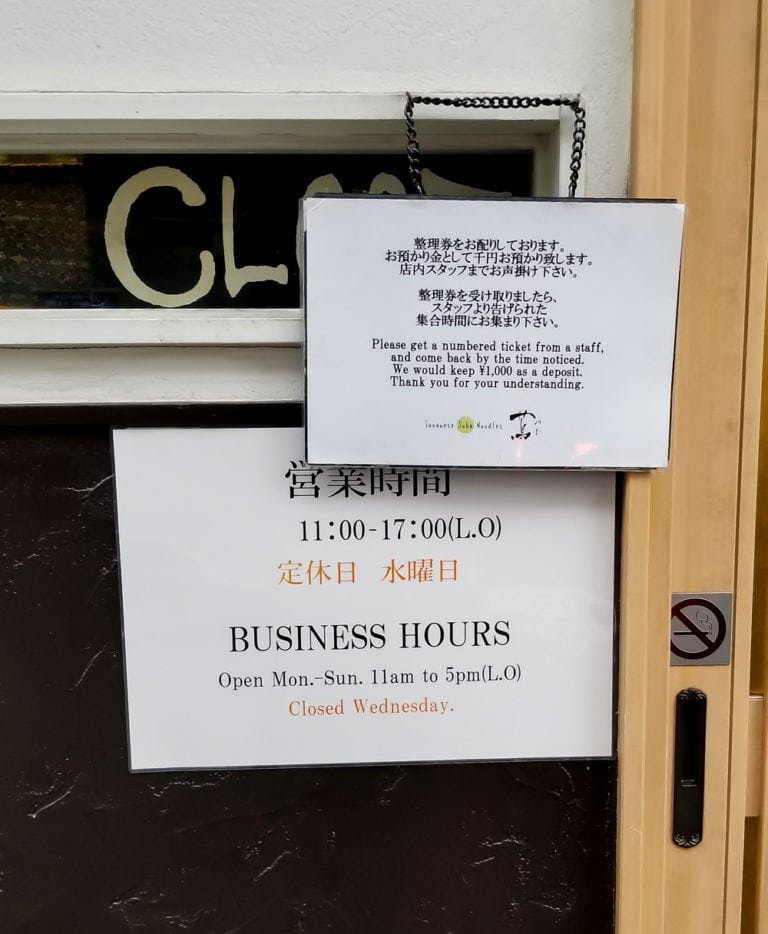 CLO
整理券をお配りしております。
お預かり金として千円お預かり致します。
店内スタッフまでお声掛け下さい。
整理券を受け取りましたら、
スタッフより告げられた
集合時間にお集まり下さい。
Please get a numbered ticket from a staff,
and come back by the time noticed.
We would keep ¥1,000 as a deposit.
Thank you for your understanding.
Japanese Soba Noodles 蔦
営業時間
11:00-17:00(L.O)
定休日 水曜日
BUSINESS HOURS
Open Mon.-Sun. 11am to 5pm(L.O)
Closed Wednesday.